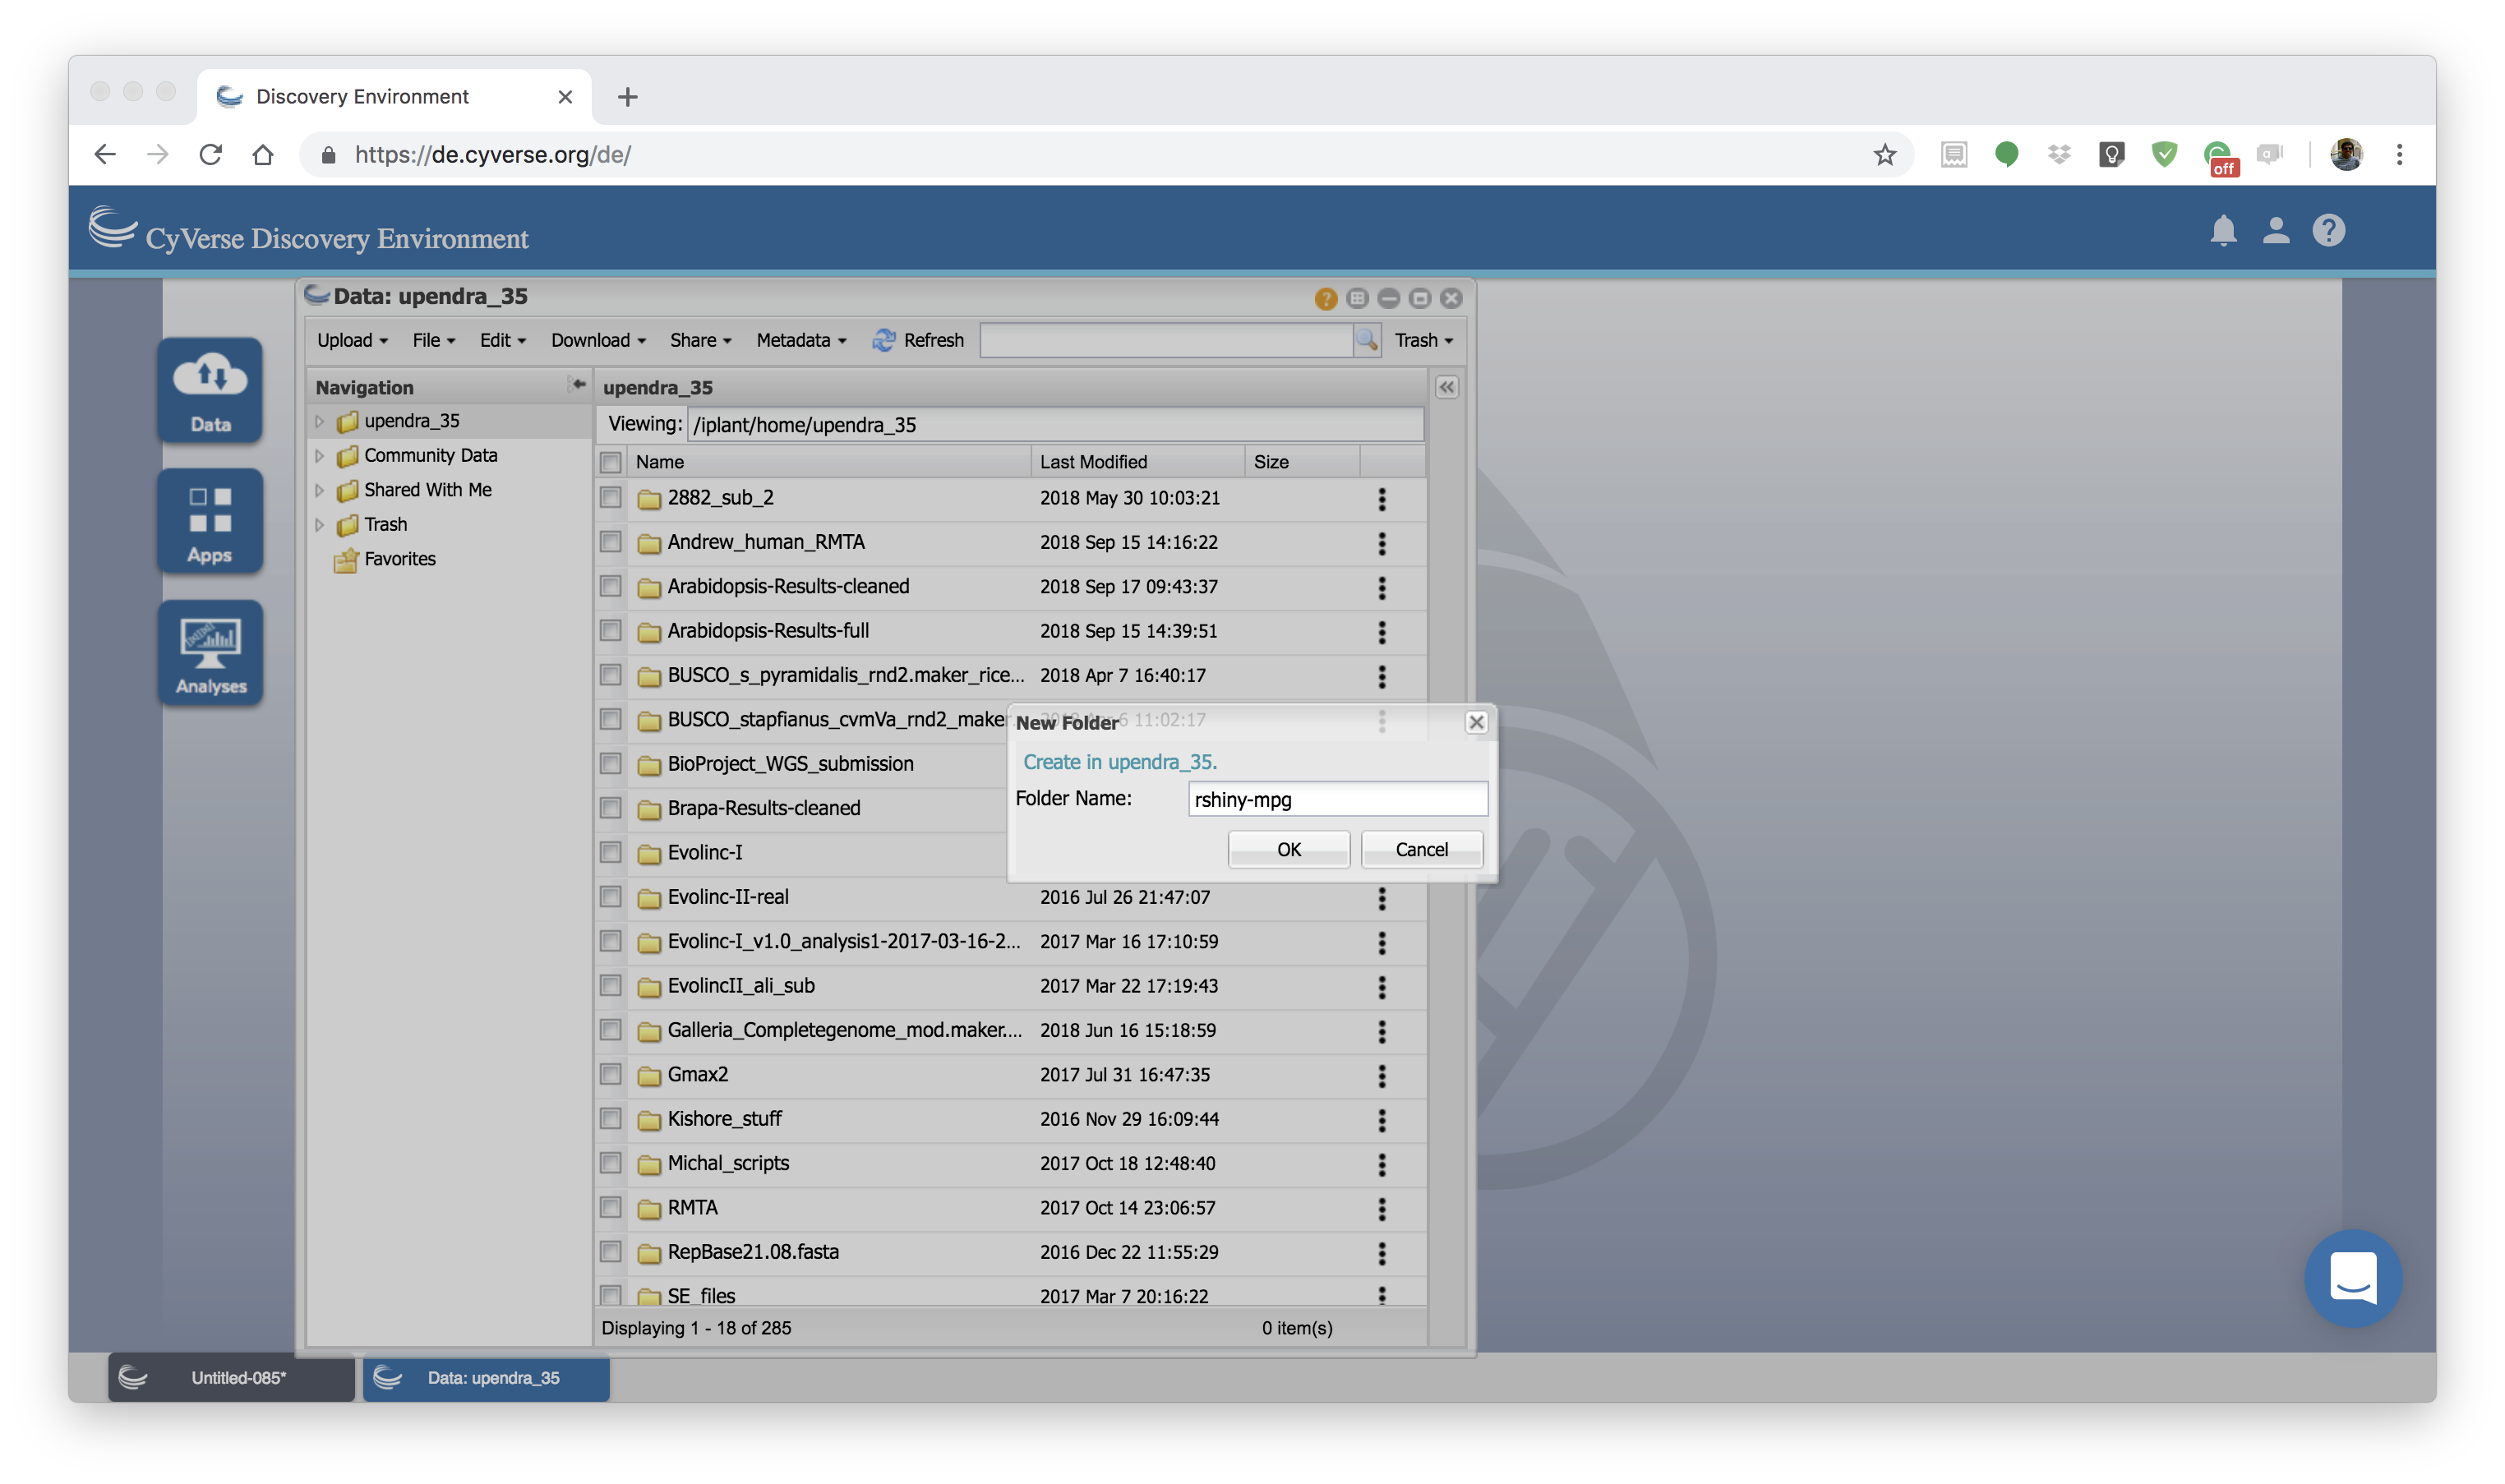 Discovery Environment
https://de.cyverse.org/de/
off
CyVerse Discovery Environment
Data: upendra_35
Upload File Edit Download Share Metadata Refresh Trash
Data
Apps
Analyses
Navigation
upendra_35
Community Data
Shared With Me
Trash
Favorites
upendra_35
Viewing: /iplant/home/upendra_35
Name Last Modified Size
2882_sub_2 2018 May 30 10:03:21
Andrew_human_RMTA 2018 Sep 15 14:16:22
Arabidopsis-Results-cleaned 2018 Sep 17 09:43:37
Arabidopsis-Results-full 2018 Sep 15 14:39:51
BUSCO_s_pyramidalis_rnd2.maker_rice... 2018 Apr 7 16:40:17
BUSCO_stapfianus_cvmVa_rnd2_maker. 6 11:02:17
BioProject_WGS_submission
Brapa-Results-cleaned
Evolinc-I
Evolinc-II-real 2016 Jul 26 21:47:07
Evolinc-I_v1.0_analysis1-2017-03-16-2... 2017 Mar 16 17:10:59
EvolincII_ali_sub 2017 Mar 22 17:19:43
Galleria_Completegenome_mod.maker.... 2018 Jun 16 15:18:59
Gmax2 2017 Jul 31 16:47:35
Kishore_stuff 2016 Nov 29 16:09:44
Michal_scripts 2017 Oct 18 12:48:40
RMTA 2017 Oct 14 23:06:57
RepBase21.08.fasta 2016 Dec 22 11:55:29
SE_files 2017 Mar 7 20:16:22
Displaying 1 - 18 of 285 0 item(s)
New Folder
Create in upendra_35.
Folder Name: rshiny-mpg
OK Cancel
Untitled-085* Data: upendra_35